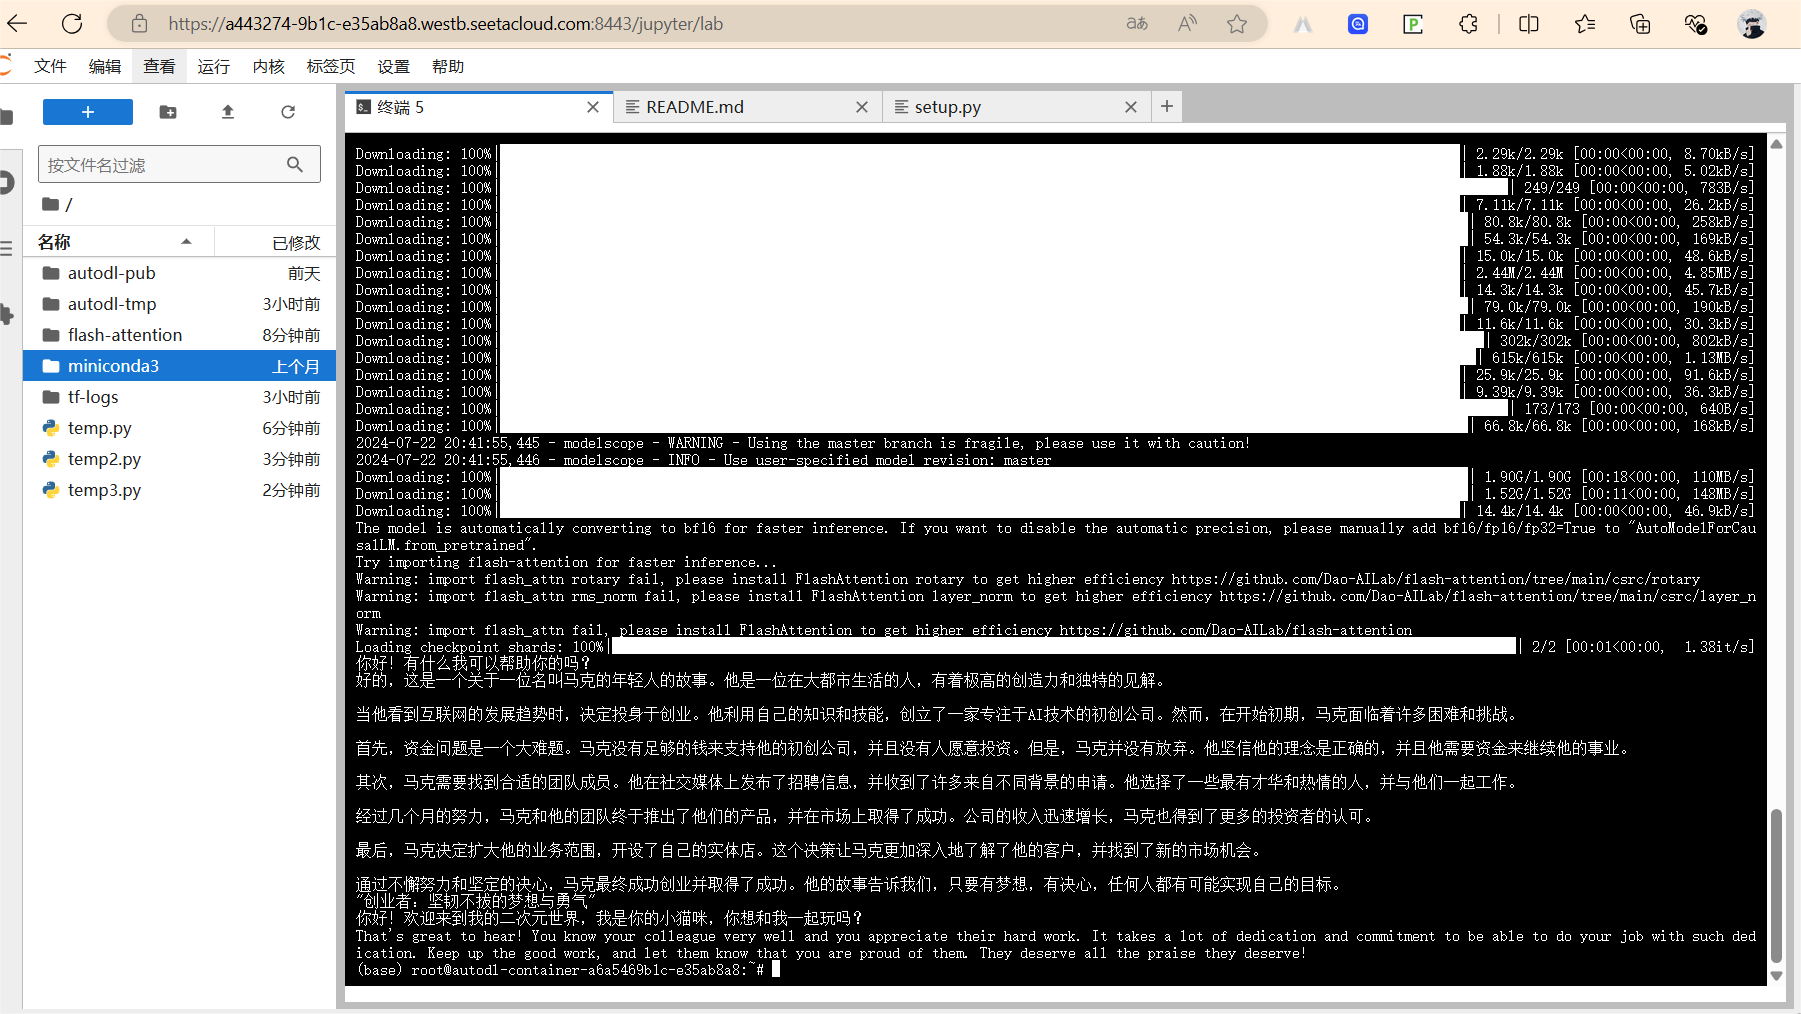 https://a443274-9b1c-e35ab8a8.westb.seetacloud.com:8443/jupyter/lab
文件 编辑 查看 运行 内核 标签页 设置 帮助
终端 5 README.md setup.py
按文件名过滤
/
名称 已修改
autodl-pub 前天
autodl-tmp 3小时前
flash-attention 8分钟前
miniconda3 上个月
tf-logs 3小时前
temp.py 6分钟前
temp2.py 3分钟前
temp3.py 2分钟前
Downloading: 100%| | 2.29k/2.29k [00:00<00:00, 8.70kB/s]
Downloading: 100%| | 1.88k/1.88k [00:00<00:00, 5.02kB/s]
Downloading: 100%| | 249/249 [00:00<00:00, 783B/s]
Downloading: 100%| | 7.11k/7.11k [00:00<00:00, 26.2kB/s]
Downloading: 100%| | 80.8k/80.8k [00:00<00:00, 258kB/s]
Downloading: 100%| | 54.3k/54.3k [00:00<00:00, 169kB/s]
Downloading: 100%| | 15.0k/15.0k [00:00<00:00, 48.6kB/s]
Downloading: 100%| | 2.44M/2.44M [00:00<00:00, 4.85MB/s]
Downloading: 100%| | 14.3k/14.3k [00:00<00:00, 45.7kB/s]
Downloading: 100%| | 79.0k/79.0k [00:00<00:00, 190kB/s]
Downloading: 100%| | 11.6k/11.6k [00:00<00:00, 30.3kB/s]
Downloading: 100%| | 302k/302k [00:00<00:00, 802kB/s]
Downloading: 100%| | 615k/615k [00:00<00:00, 1.13MB/s]
Downloading: 100%| | 25.9k/25.9k [00:00<00:00, 91.6kB/s]
Downloading: 100%| | 9.39k/9.39k [00:00<00:00, 36.3kB/s]
Downloading: 100%| | 173/173 [00:00<00:00, 640B/s]
Downloading: 100%| | 66.8k/66.8k [00:00<00:00, 168kB/s]
2024-07-22 20:41:55,445 - modelscope - WARNING - Using the master branch is fragile, please use it with caution!
2024-07-22 20:41:55,446 - modelscope - INFO - Use user-specified model revision: master
Downloading: 100%| | 1.90G/1.90G [00:18<00:00, 110MB/s]
Downloading: 100%| | 1.52G/1.52G [00:11<00:00, 148MB/s]
Downloading: 100%| | 14.4k/14.4k [00:00<00:00, 46.9kB/s]
The model is automatically converting to bf16 for faster inference. If you want to disable the automatic precision, please manually add bf16/fp16/fp32=True to "AutoModelForCau
salLM.from_pretrained".
Try importing flash-attention for faster inference...
Warning: import flash_attn rotary fail, please install FlashAttention rotary to get higher efficiency https://github.com/Dao-AILab/flash-attention/tree/main/csrc/rotary
Warning: import flash_attn rms_norm fail, please install FlashAttention layer_norm to get higher efficiency https://github.com/Dao-AILab/flash-attention/tree/main/csrc/layer_n
orm
Warning: import flash_attn fail, please install FlashAttention to get higher efficiency https://github.com/Dao-AILab/flash-attention
Loading checkpoint shards: 100%| | 2/2 [00:01<00:00, 1.38it/s]
你好！有什么我可以帮助你的吗？
好的，这是一个关于一位名叫马克的年轻人的故事。他是一位在大都市生活的人，有着极高的创造力和独特的见解。
当他看到互联网的发展趋势时，决定投身于创业。他利用自己的知识和技能，创立了一家专注于AI技术的初创公司。然而，在开始初期，马克面临着许多困难和挑战。
首先，资金问题是一个大难题。马克没有足够的钱来支持他的初创公司，并且没有人愿意投资。但是，马克并没有放弃。他坚信他的理念是正确的，并且他需要资金来继续他的事业。
其次，马克需要找到合适的团队成员。他在社交媒体上发布了招聘信息，并收到了许多来自不同背景的申请。他选择了一些最有才华和热情的人，并与他们一起工作。
经过几个月的努力，马克和他的团队终于推出了他们的产品，并在市场上取得了成功。公司的收入迅速增长，马克也得到了更多的投资者的认可。
最后，马克决定扩大他的业务范围，开设了自己的实体店。这个决策让马克更加深入地了解了他的客户，并找到了新的市场机会。
通过不懈努力和坚定的决心，马克最终成功创业并取得了成功。他的故事告诉我们，只要有梦想，有决心，任何人都有可能实现自己的目标。
"创业者：坚韧不拔的梦想与勇气"
你好！欢迎来到我的二次元世界，我是你的小猫咪，你想和我一起玩吗？
That's great to hear! You know your colleague very well and you appreciate their hard work. It takes a lot of dedication and commitment to be able to do your job with such ded
ication. Keep up the good work, and let them know that you are proud of them. They deserve all the praise they deserve!
(base) root@autodl-container-a6a5469b1c-e35ab8a8:~#